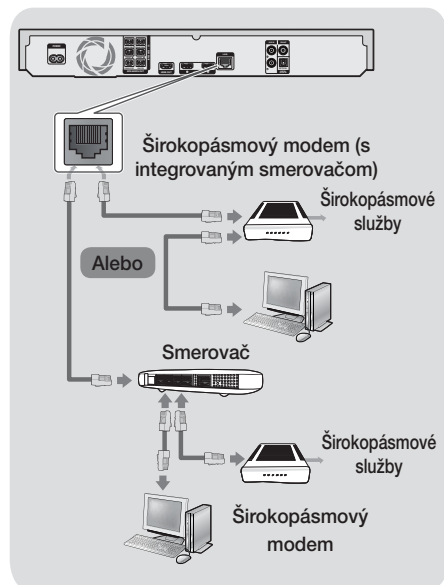 Širokopásmový modem (s
integrovaným smerovačom)
Širokopásmové
služby
Alebo
Smerovač
Širokopásmové
služby
Širokopásmový
modem